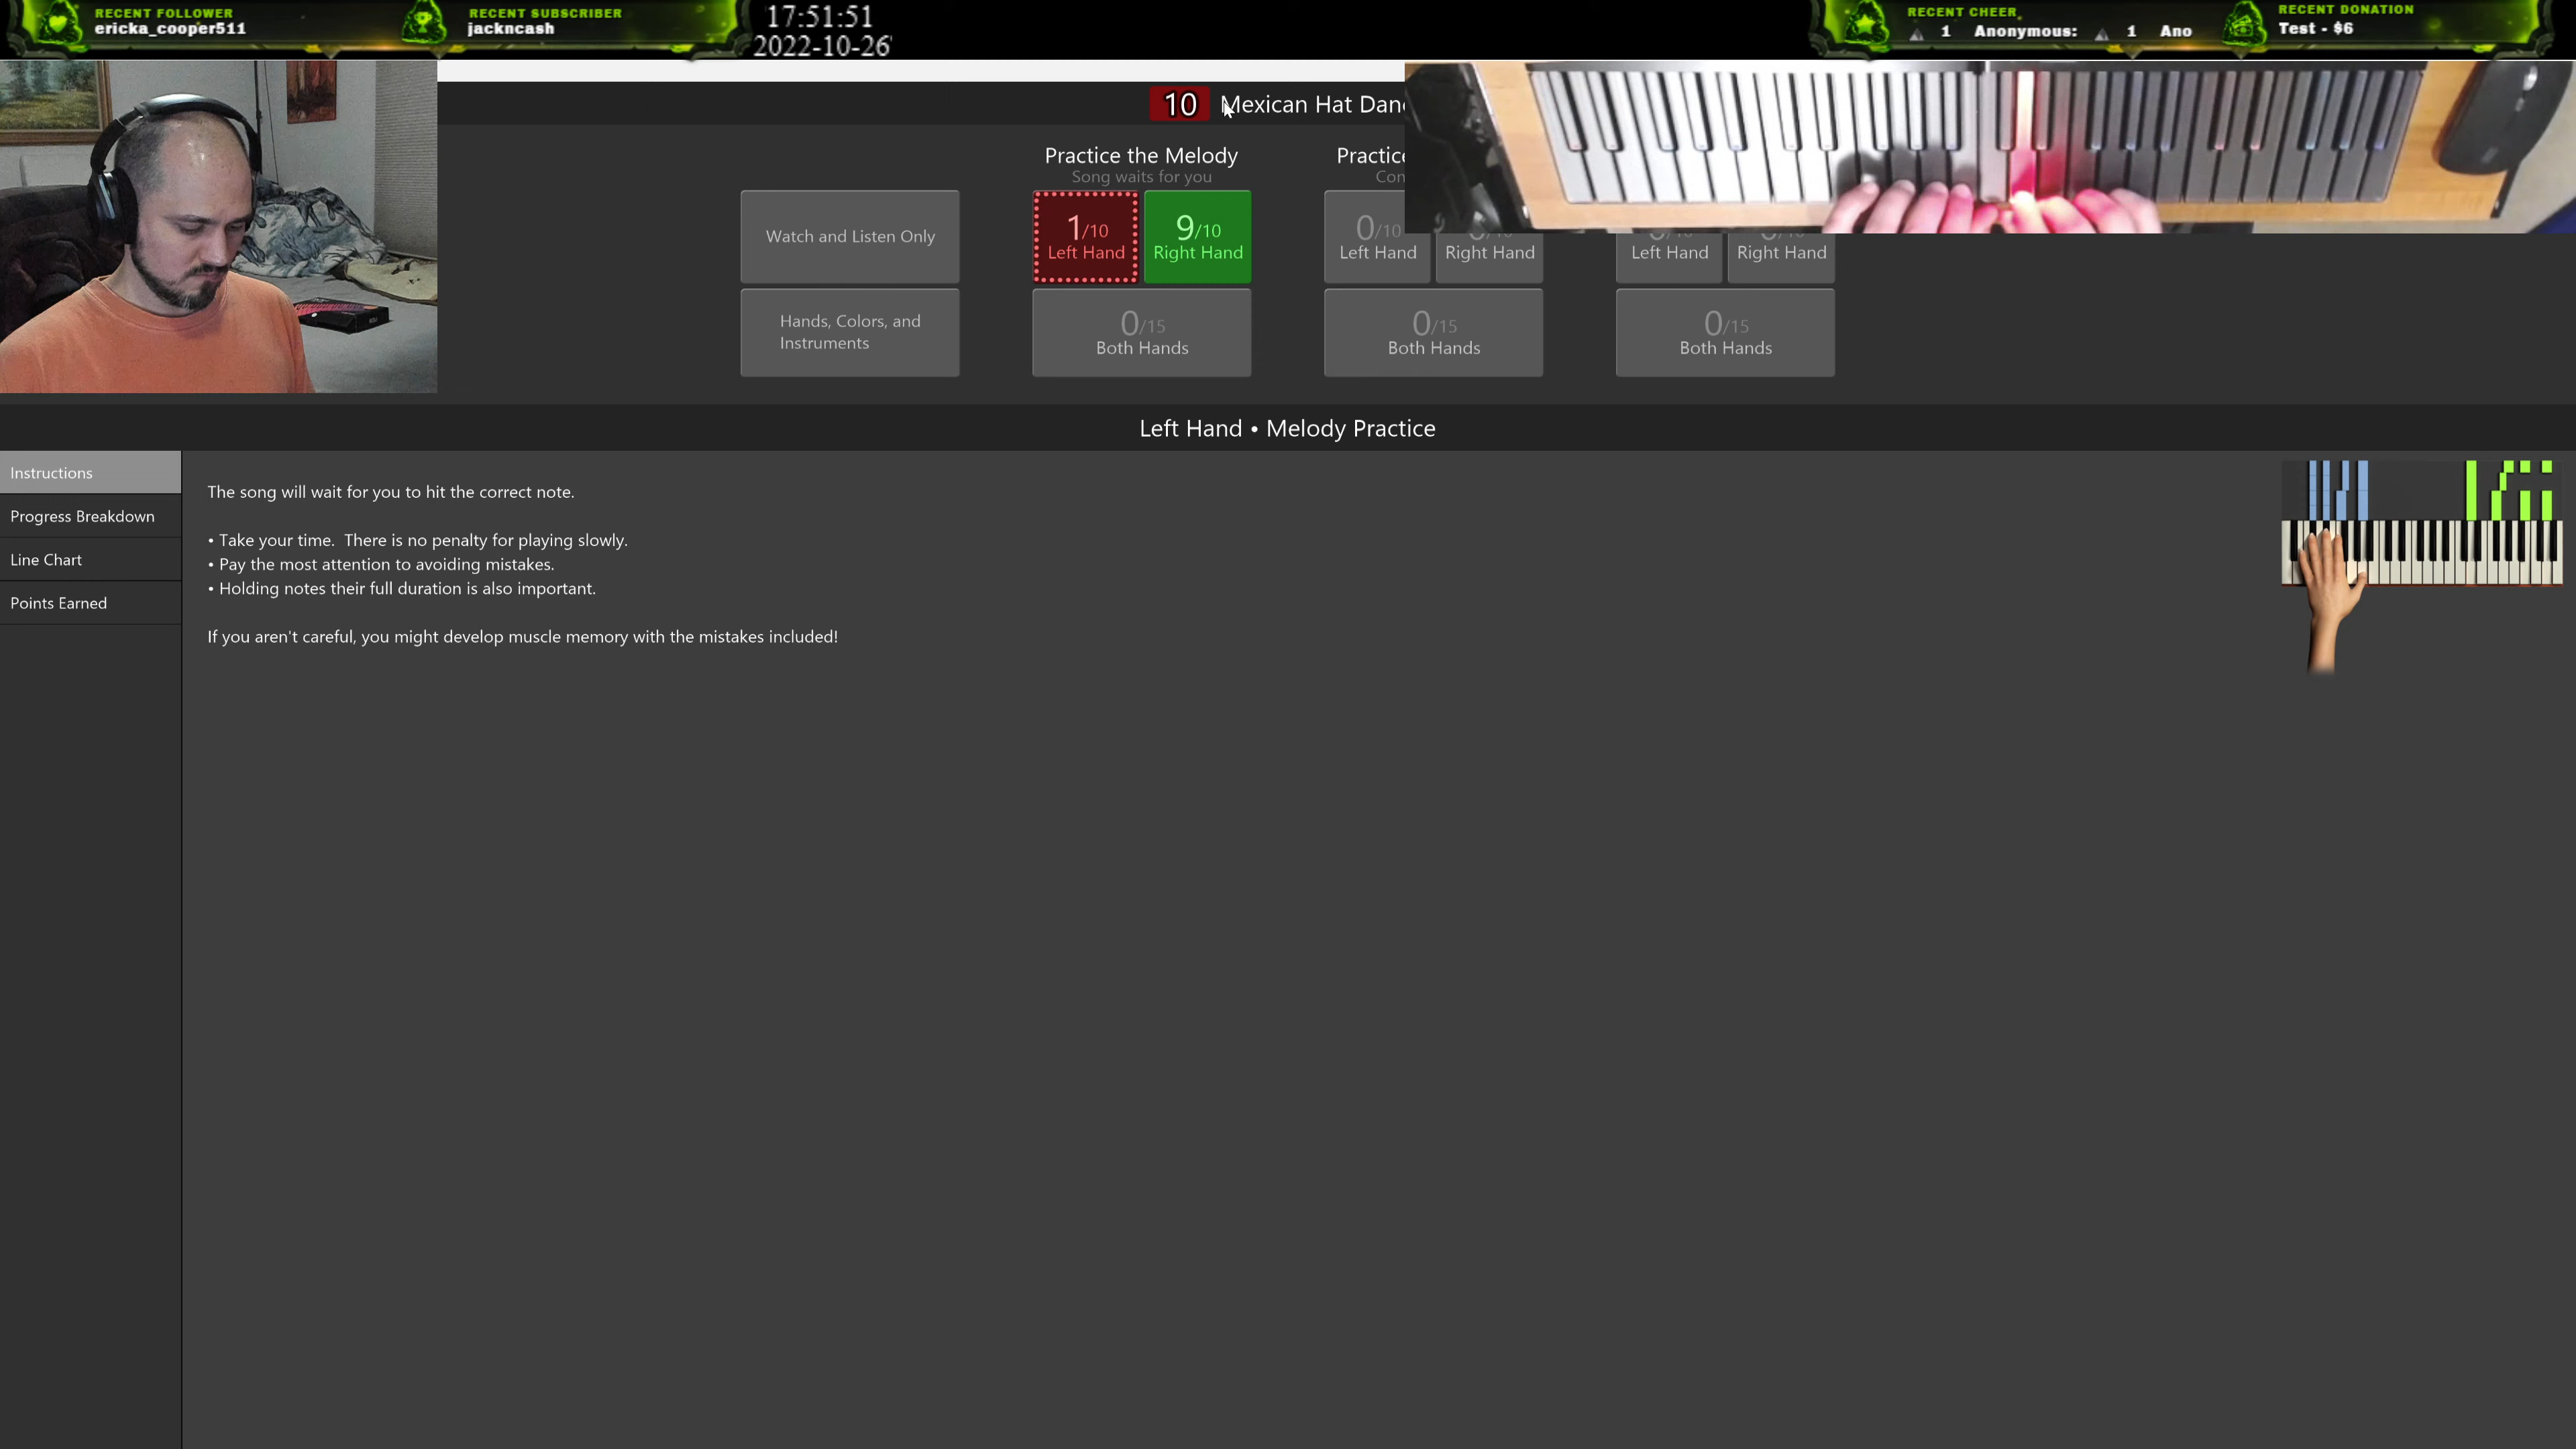 RECENT FOLLOWER
ericka_cooper511
RECENT SUBSCRIBER
jackncash
17:51:51
2022-10-26
RECENT CHEER
1 Anonymous: 1 Ano
RECENT DONATION
Test - $6
10 Mexican Hat Danc
Practice the Melody
Song waits for you
Practice
Con
Watch and Listen Only
1/10
Left Hand
9/10
Right Hand
0/10
Left Hand
Right Hand
Left Hand
Right Hand
Hands, Colors, and
Instruments
0/15
Both Hands
0/15
Both Hands
0/15
Both Hands
Left Hand • Melody Practice
Instructions
Progress Breakdown
Line Chart
Points Earned
The song will wait for you to hit the correct note.
• Take your time. There is no penalty for playing slowly.
• Pay the most attention to avoiding mistakes.
• Holding notes their full duration is also important.
If you aren't careful, you might develop muscle memory with the mistakes included!